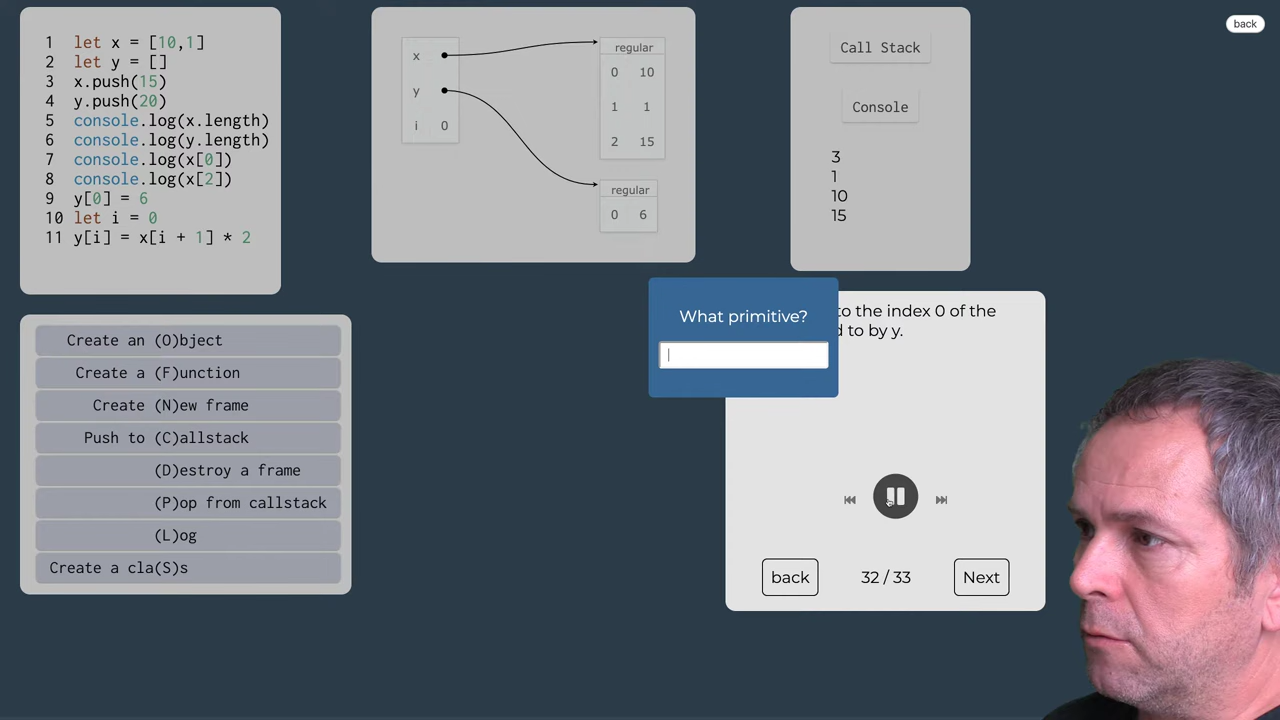 back
1 let x = [10,1]
2 let y = []
3 x.push(15)
4 y.push(20)
5 console.log(x.length)
6 console.log(y.length)
7 console.log(x[0])
8 console.log(x[2])
9 y[0] = 6
10 let i = 0
11 y[i] = x[i + 1] * 2
x
y
i 0
regular
0 10
1 1
2 15
regular
0 6
Call Stack
Console
3
1
10
15
Create an (O)bject
Create a (F)unction
Create (N)ew frame
Push to (C)allstack
(D)estroy a frame
(P)op from callstack
(L)og
Create a cla(S)s
What primitive?
to the index 0 of the
to by y.
back 32 / 33 Next